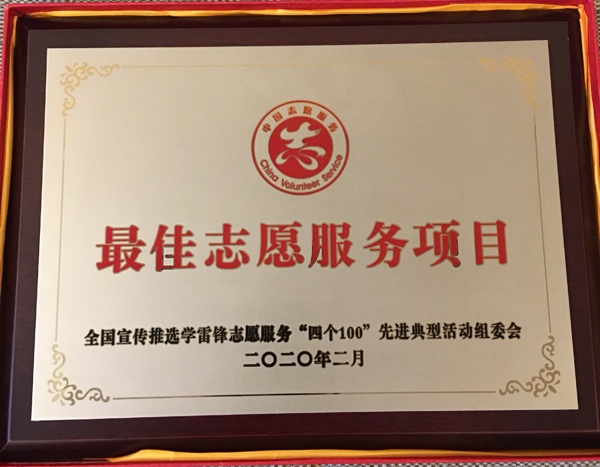 中国志愿服务
China Volunteer Service
最佳志愿服务项目
全国宣传推选学雷锋志愿服务“四个100”先进典型活动组委会
二〇二〇年二月